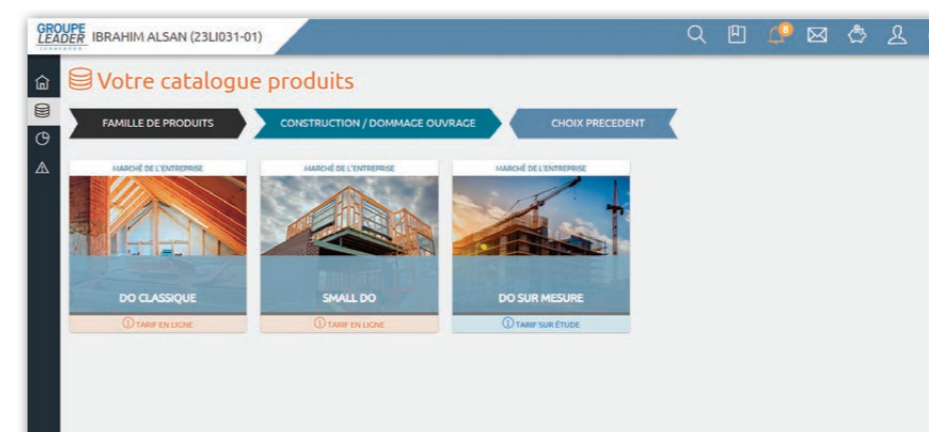 GROUPE
LEADER
IBRAHIM ALSAN (23LI031-01)
Votre catalogue produits
FAMILLE DE PRODUITS
CONSTRUCTION / DOMMAGE OUVRAGE
CHOIX PRECEDENT
MARCHÉ DE L'ENTREPRISE
DO CLASSIQUE
TARIF EN LIGNE
MARCHÉ DE L'ENTREPRISE
SMALL DO
TARIF EN LIGNE
MARCHÉ DE L'ENTREPRISE
DO SUR MESURE
TARIF SUR ÉTUDE